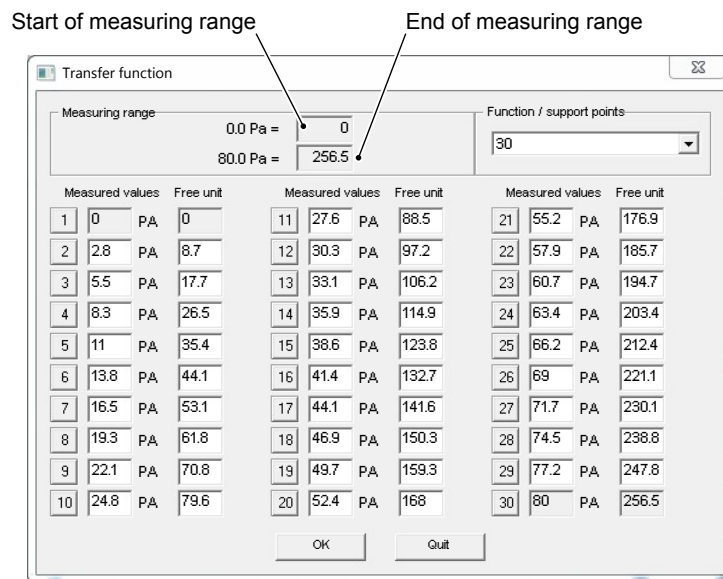 Start of measuring range End of measuring range
Transfer function
Measuring range Function / support points
0.0 Pa = 0 30
80.0 Pa = 256.5
Measured values Free unit Measured values Free unit Measured values Free unit
1 0 PA 0 11 27.6 PA 88.5 21 55.2 PA 176.9
2 2.8 PA 8.7 12 30.3 PA 97.2 22 57.9 PA 185.7
3 5.5 PA 17.7 13 33.1 PA 106.2 23 60.7 PA 194.7
4 8.3 PA 26.5 14 35.9 PA 114.9 24 63.4 PA 203.4
5 11 PA 35.4 15 38.6 PA 123.8 25 66.2 PA 212.4
6 13.8 PA 44.1 16 41.4 PA 132.7 26 69 PA 221.1
7 16.5 PA 53.1 17 44.1 PA 141.6 27 71.7 PA 230.1
8 19.3 PA 61.8 18 46.9 PA 150.3 28 74.5 PA 238.8
9 22.1 PA 70.8 19 49.7 PA 159.3 29 77.2 PA 247.8
10 24.8 PA 79.6 20 52.4 PA 168 30 80 PA 256.5
OK Quit